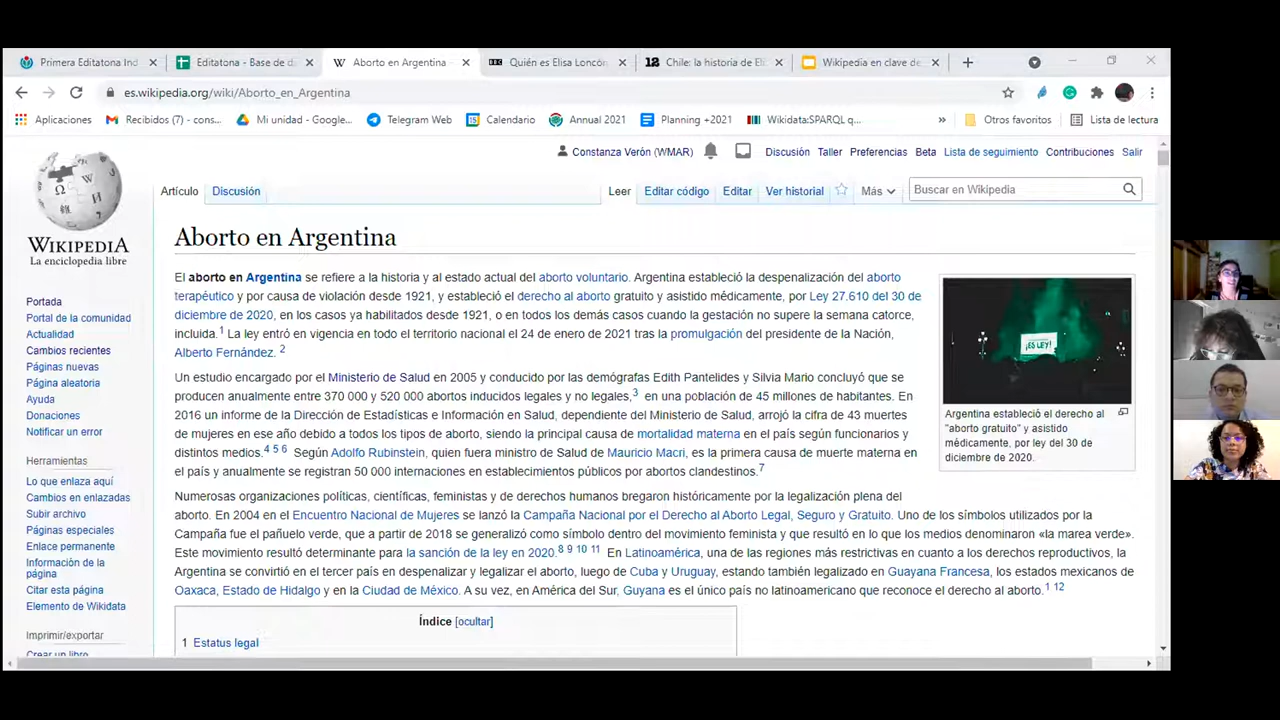 Primera Editatona Ind
Editatona - Base de d
Aborto en Argentina -
Quién es Elisa Loncón
Chile: la historia de Eli
Wikipedia en clave de
es.wikipedia.org/wiki/Aborto_en_Argentina
Aplicaciones
Recibidos (7) - cons...
Mi unidad - Google...
Telegram Web
Calendario
Annual 2021
Planning +2021
Wikidata:SPARQL q...
»
Otros favoritos
Lista de lectura
Constanza Verón (WMAR)
Discusión
Taller
Preferencias
Beta
Lista de seguimiento
Contribuciones
Salir
Artículo
Discusión
Leer
Editar código
Editar
Ver historial
Más
Buscar en Wikipedia
WIKIPEDIA
La enciclopedia libre
Portada
Portal de la comunidad
Actualidad
Cambios recientes
Páginas nuevas
Página aleatoria
Ayuda
Donaciones
Notificar un error
Herramientas
Lo que enlaza aquí
Cambios en enlazadas
Subir archivo
Páginas especiales
Enlace permanente
Información de la
página
Citar esta página
Elemento de Wikidata
Imprimir/exportar
Crear un libro
Aborto en Argentina
El aborto en Argentina se refiere a la historia y al estado actual del aborto voluntario. Argentina estableció la despenalización del aborto
terapéutico y por causa de violación desde 1921, y estableció el derecho al aborto gratuito y asistido médicamente, por Ley 27.610 del 30 de
diciembre de 2020, en los casos ya habilitados desde 1921, o en todos los demás casos cuando la gestación no supere la semana catorce,
incluida.1 La ley entró en vigencia en todo el territorio nacional el 24 de enero de 2021 tras la promulgación del presidente de la Nación,
Alberto Fernández. 2
Un estudio encargado por el Ministerio de Salud en 2005 y conducido por las demógrafas Edith Pantelides y Silvia Mario concluyó que se
producen anualmente entre 370 000 y 520 000 abortos inducidos legales y no legales,3 en una población de 45 millones de habitantes. En
2016 un informe de la Dirección de Estadísticas e Información en Salud, dependiente del Ministerio de Salud, arrojó la cifra de 43 muertes
de mujeres en ese año debido a todos los tipos de aborto, siendo la principal causa de mortalidad materna en el país según funcionarios y
distintos medios.4 5 6 Según Adolfo Rubinstein, quien fuera ministro de Salud de Mauricio Macri, es la primera causa de muerte materna en
el país y anualmente se registran 50 000 internaciones en establecimientos públicos por abortos clandestinos.7
Numerosas organizaciones políticas, científicas, feministas y de derechos humanos bregaron históricamente por la legalización plena del
aborto. En 2004 en el Encuentro Nacional de Mujeres se lanzó la Campaña Nacional por el Derecho al Aborto Legal, Seguro y Gratuito. Uno de los símbolos utilizados por la
Campaña fue el pañuelo verde, que a partir de 2018 se generalizó como símbolo dentro del movimiento feminista y que resultó en lo que los medios denominaron «la marea verde».
Este movimiento resultó determinante para la sanción de la ley en 2020.8 9 10 11 En Latinoamérica, una de las regiones más restrictivas en cuanto a los derechos reproductivos, la
Argentina se convirtió en el tercer país en despenalizar y legalizar el aborto, luego de Cuba y Uruguay, estando también legalizado en Guayana Francesa, los estados mexicanos de
Oaxaca, Estado de Hidalgo y en la Ciudad de México. A su vez, en América del Sur, Guyana es el único país no latinoamericano que reconoce el derecho al aborto.1 12
¡ES LEY!
Argentina estableció el derecho al
"aborto gratuito" y asistido
médicamente, por ley del 30 de
diciembre de 2020.
Índice [ocultar]
1 Estatus legal